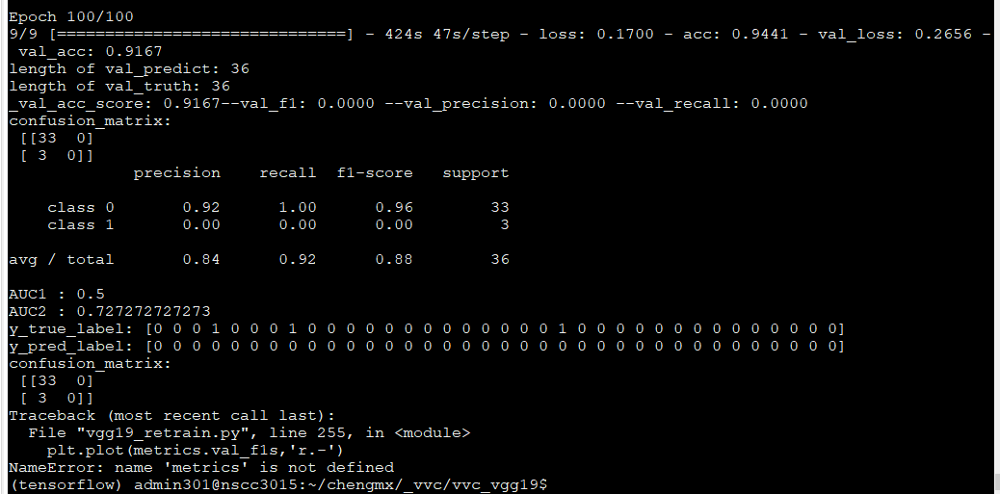 Epoch 100/100
9/9 [==============================] - 424s 47s/step - loss: 0.1700 - acc: 0.9441 - val_loss: 0.2656 -
 val_acc: 0.9167
length of val_predict: 36
length of val_truth: 36
_val_acc_score: 0.9167--val_f1: 0.0000 --val_precision: 0.0000 --val_recall: 0.0000
confusion_matrix:
 [[33  0]
 [ 3  0]]
             precision    recall  f1-score   support

    class 0       0.92      1.00      0.96        33
    class 1       0.00      0.00      0.00         3

avg / total       0.84      0.92      0.88        36

AUC1 : 0.5
AUC2 : 0.727272727273
y_true_label: [0 0 0 1 0 0 0 1 0 0 0 0 0 0 0 0 0 0 0 0 0 1 0 0 0 0 0 0 0 0 0 0 0 0 0 0]
y_pred_label: [0 0 0 0 0 0 0 0 0 0 0 0 0 0 0 0 0 0 0 0 0 0 0 0 0 0 0 0 0 0 0 0 0 0 0 0]
confusion_matrix:
 [[33  0]
 [ 3  0]]
Traceback (most recent call last):
  File "vgg19_retrain.py", line 255, in <module>
    plt.plot(metrics.val_f1s,'r.-')
NameError: name 'metrics' is not defined
(tensorflow) admin301@nscc3015:~/chengmx/_vvc/vvc_vgg19$